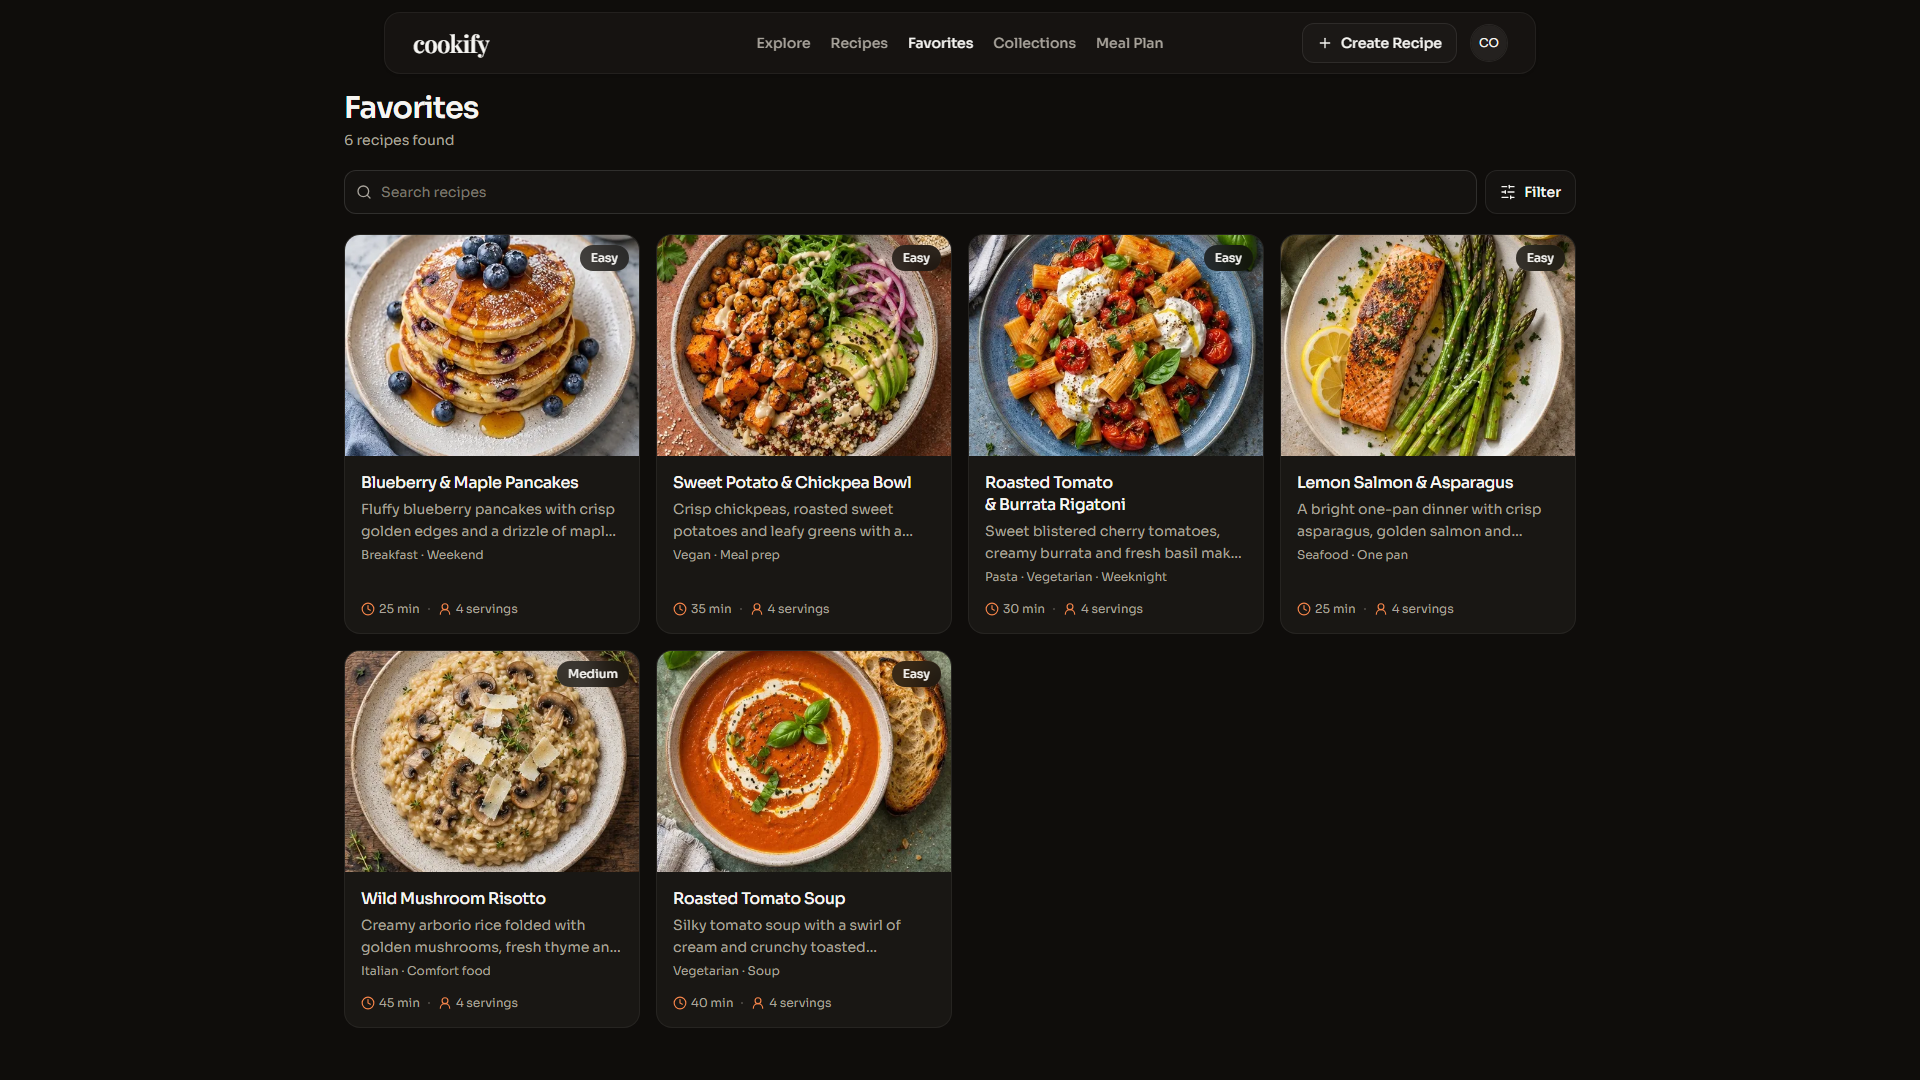 cookify
Explore
Recipes
Favorites
Collections
Meal Plan
Create Recipe
CO
Favorites
6 recipes found
Search recipes
Filter
Easy
Blueberry & Maple Pancakes
Fluffy blueberry pancakes with crisp
golden edges and a drizzle of mapl...
Breakfast · Weekend
25 min · 4 servings
Easy
Sweet Potato & Chickpea Bowl
Crisp chickpeas, roasted sweet
potatoes and leafy greens with a...
Vegan · Meal prep
35 min · 4 servings
Easy
Roasted Tomato
& Burrata Rigatoni
Sweet blistered cherry tomatoes,
creamy burrata and fresh basil mak...
Pasta · Vegetarian · Weeknight
30 min · 4 servings
Easy
Lemon Salmon & Asparagus
A bright one-pan dinner with crisp
asparagus, golden salmon and...
Seafood · One pan
25 min · 4 servings
Medium
Wild Mushroom Risotto
Creamy arborio rice folded with
golden mushrooms, fresh thyme an...
Italian · Comfort food
45 min · 4 servings
Easy
Roasted Tomato Soup
Silky tomato soup with a swirl of
cream and crunchy toasted...
Vegetarian · Soup
40 min · 4 servings